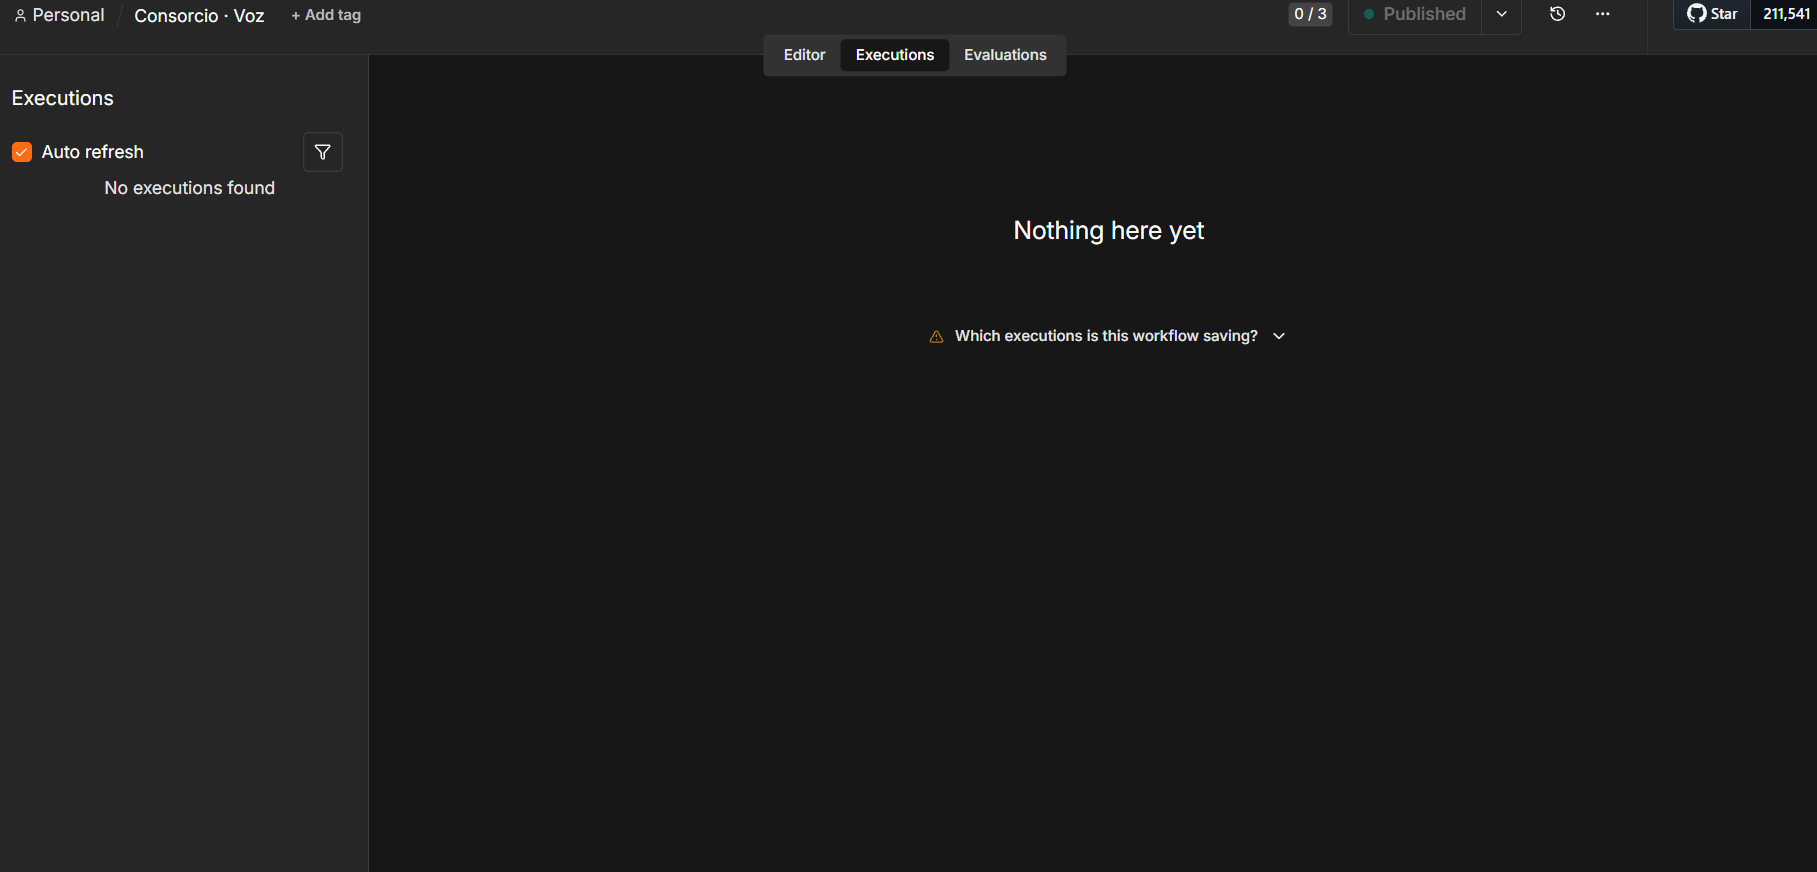 Personal / Consorcio · Voz + Add tag 0 / 3 Published ... Star 211,541
Editor Executions Evaluations
Executions
Auto refresh
No executions found
Nothing here yet
Which executions is this workflow saving?